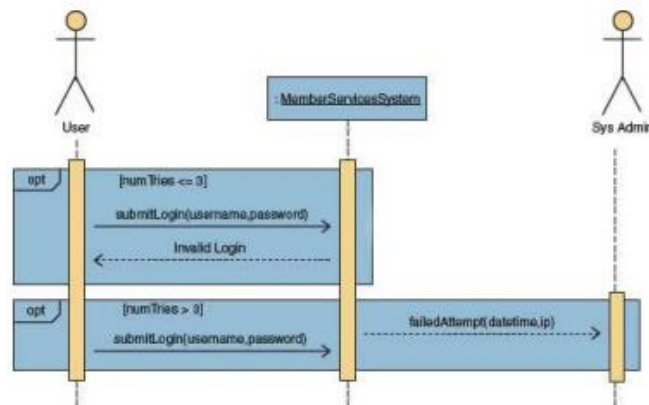 : MemberServicesSystem
User
Sys Admin
opt
[numTries <= 3]
submitLogin(username,password)
Invalid Login
opt
[numTries > 3]
failedAttempt(datetime,ip)
submitLogin(username,password)